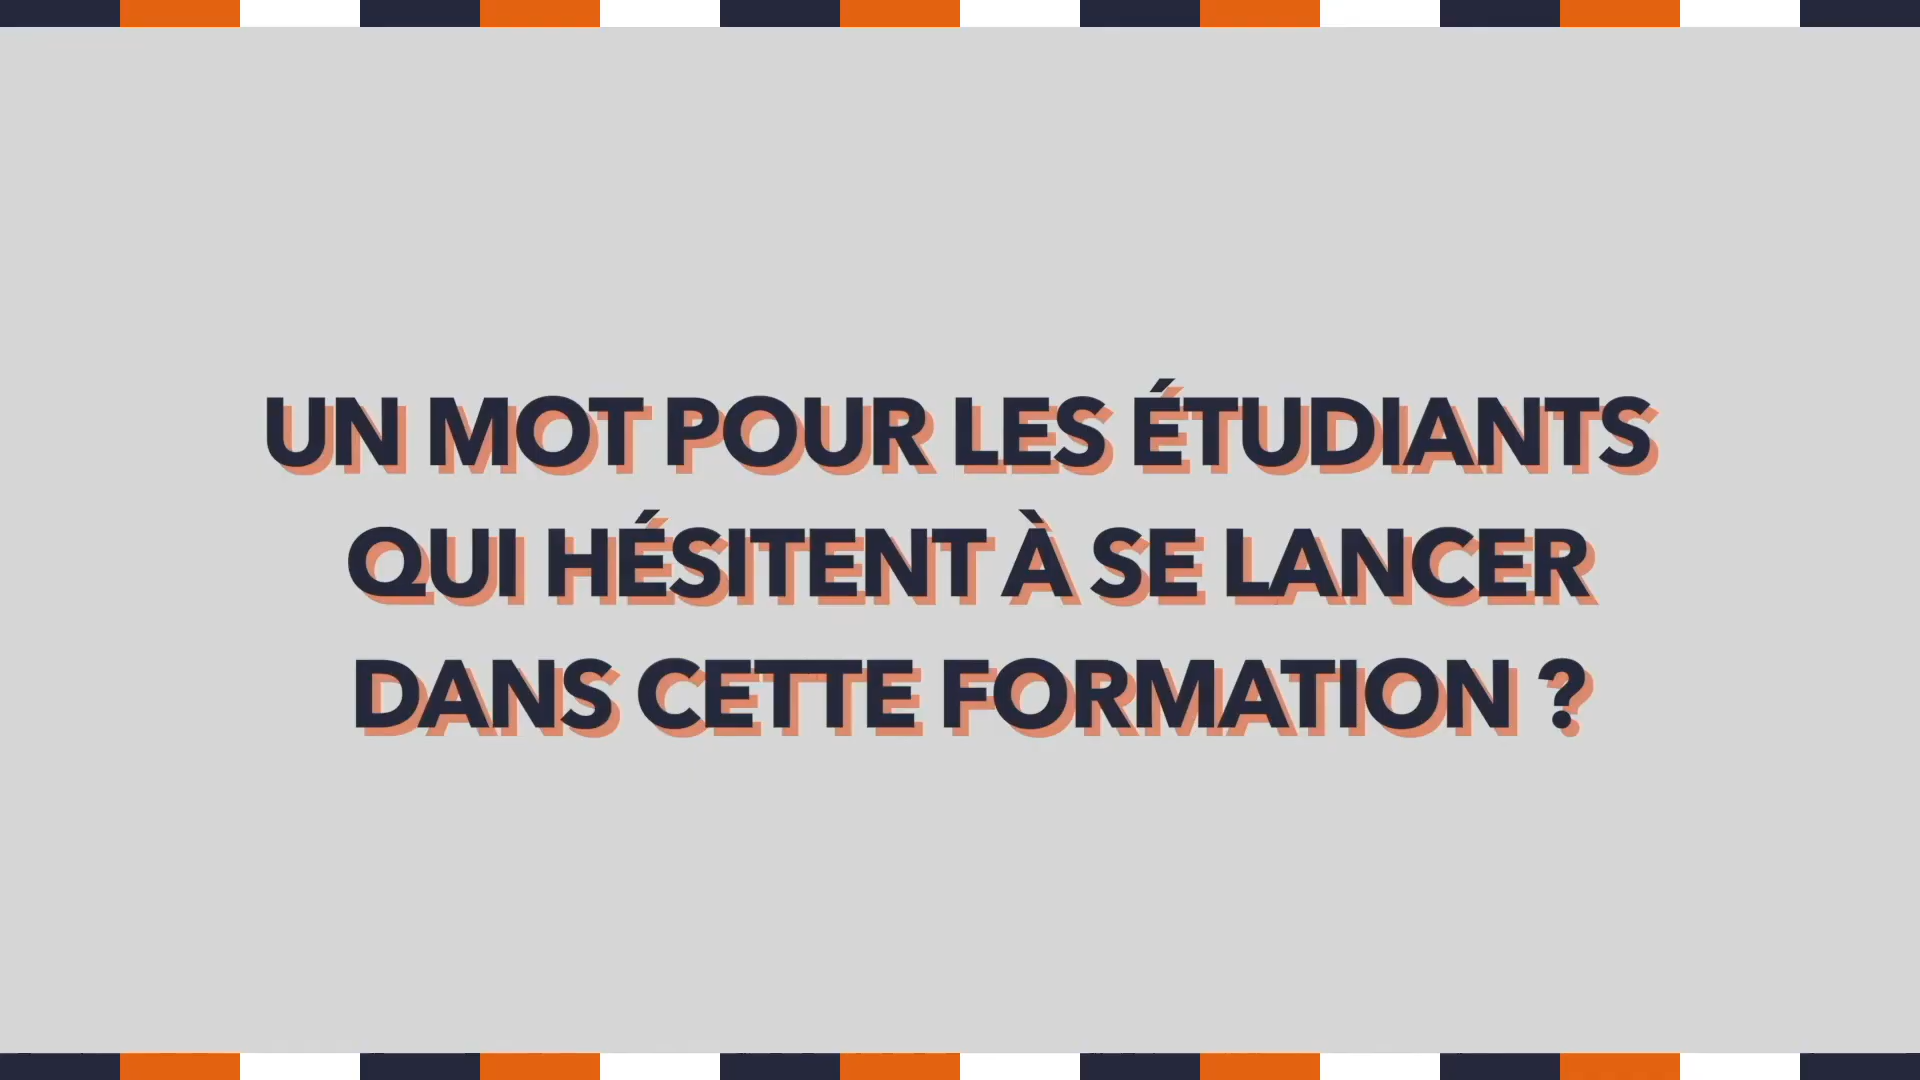 UN MOT POUR LES ÉTUDIANTS
QUI HÉSITENT À SE LANCER
DANS CETTE FORMATION ?